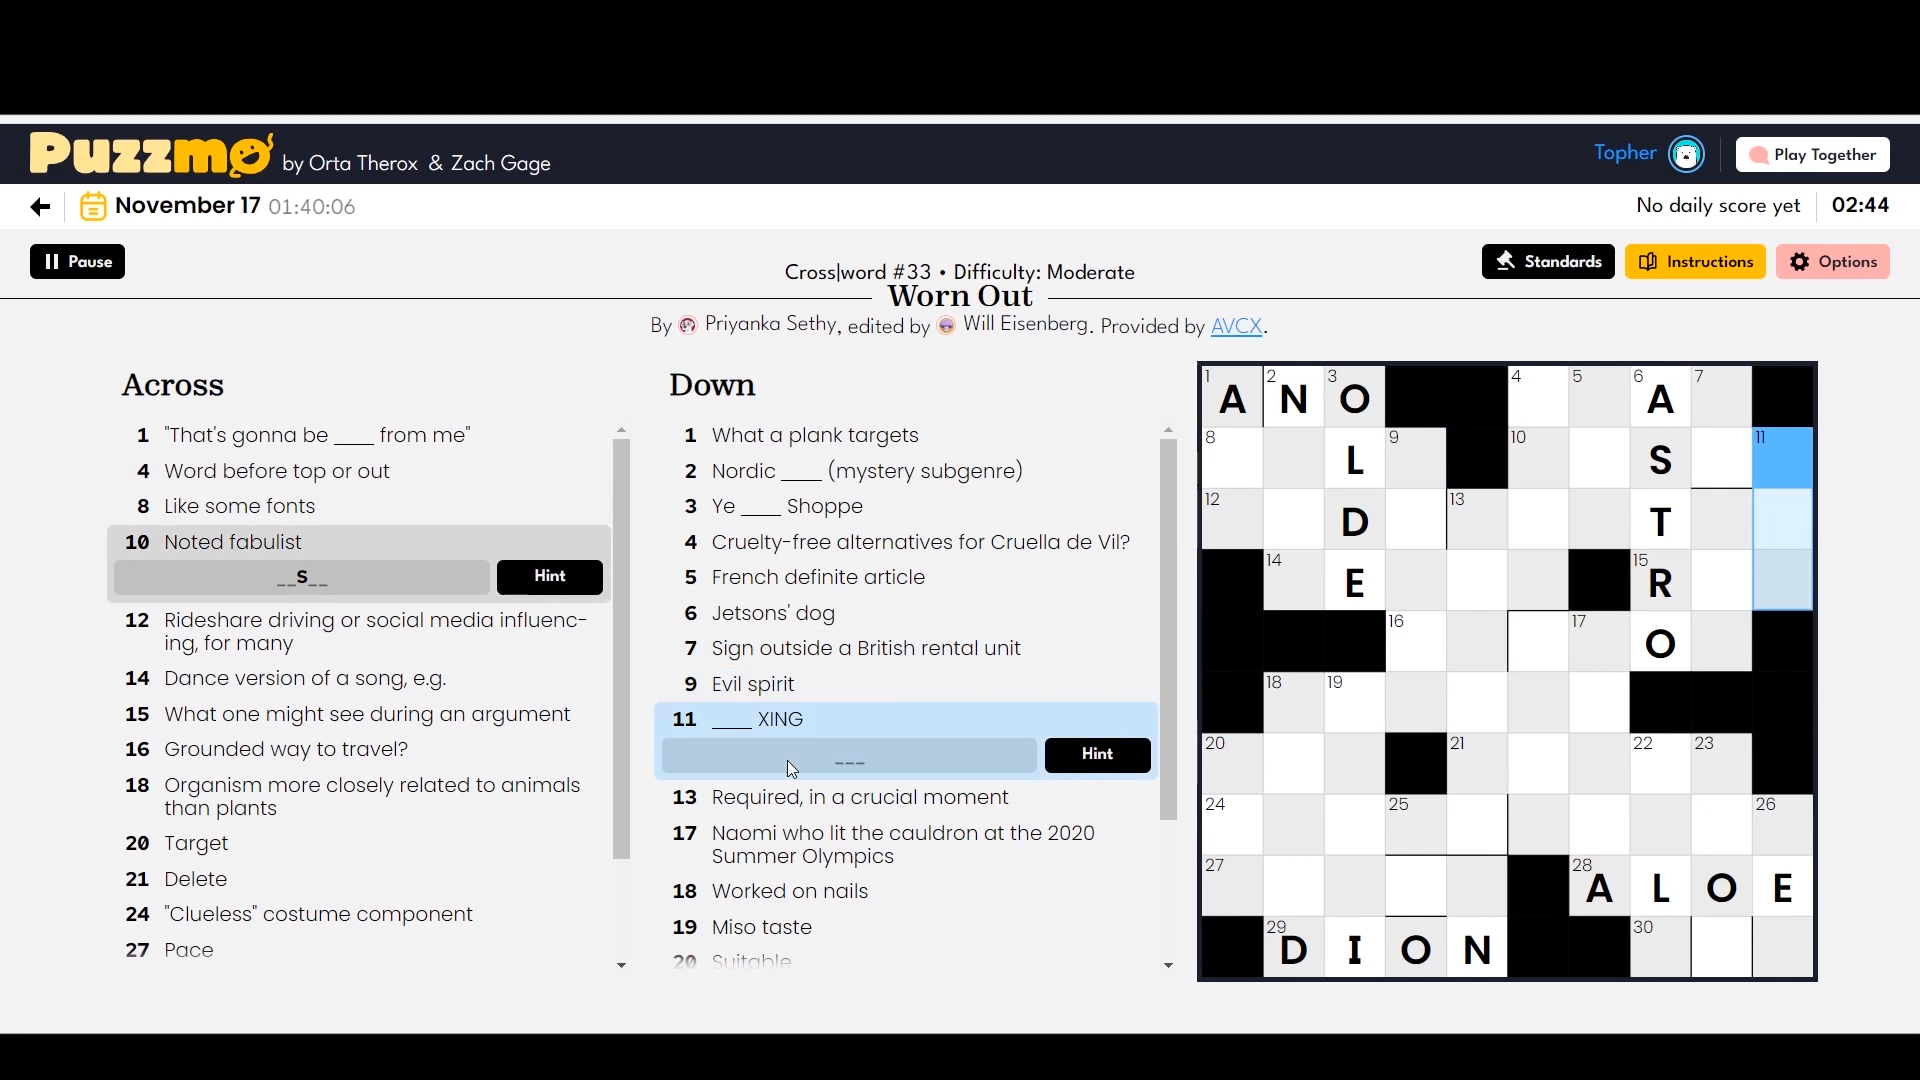 Puzzmo by Orta Therox & Zach Gage
Topher
Play Together
November 17 01:40:06
No daily score yet 02:44
Pause
Standards
Instructions
Options
Cross|word #33 • Difficulty: Moderate
Worn Out
By Priyanka Sethy, edited by Will Eisenberg. Provided by AVCX.
Across
1 "That's gonna be ____ from me"
4 Word before top or out
8 Like some fonts
10 Noted fabulist
__S__
Hint
12 Rideshare driving or social media influenc-
ing, for many
14 Dance version of a song, e.g.
15 What one might see during an argument
16 Grounded way to travel?
18 Organism more closely related to animals
than plants
20 Target
21 Delete
24 "Clueless" costume component
27 Pace
Down
1 What a plank targets
2 Nordic ____ (mystery subgenre)
3 Ye ____ Shoppe
4 Cruelty-free alternatives for Cruella de Vil?
5 French definite article
6 Jetsons' dog
7 Sign outside a British rental unit
9 Evil spirit
11 ____ XING
___
Hint
13 Required, in a crucial moment
17 Naomi who lit the cauldron at the 2020
Summer Olympics
18 Worked on nails
19 Miso taste
20 Suitable
1 A 2 N 3 O 4 5 6 A 7
8 L 9 10 S 11
12 D 13 T
14 E 15 R
16 17 O
18 19
20 21 22 23
24 25 26
27 28 A L O E
29 D I O N 30